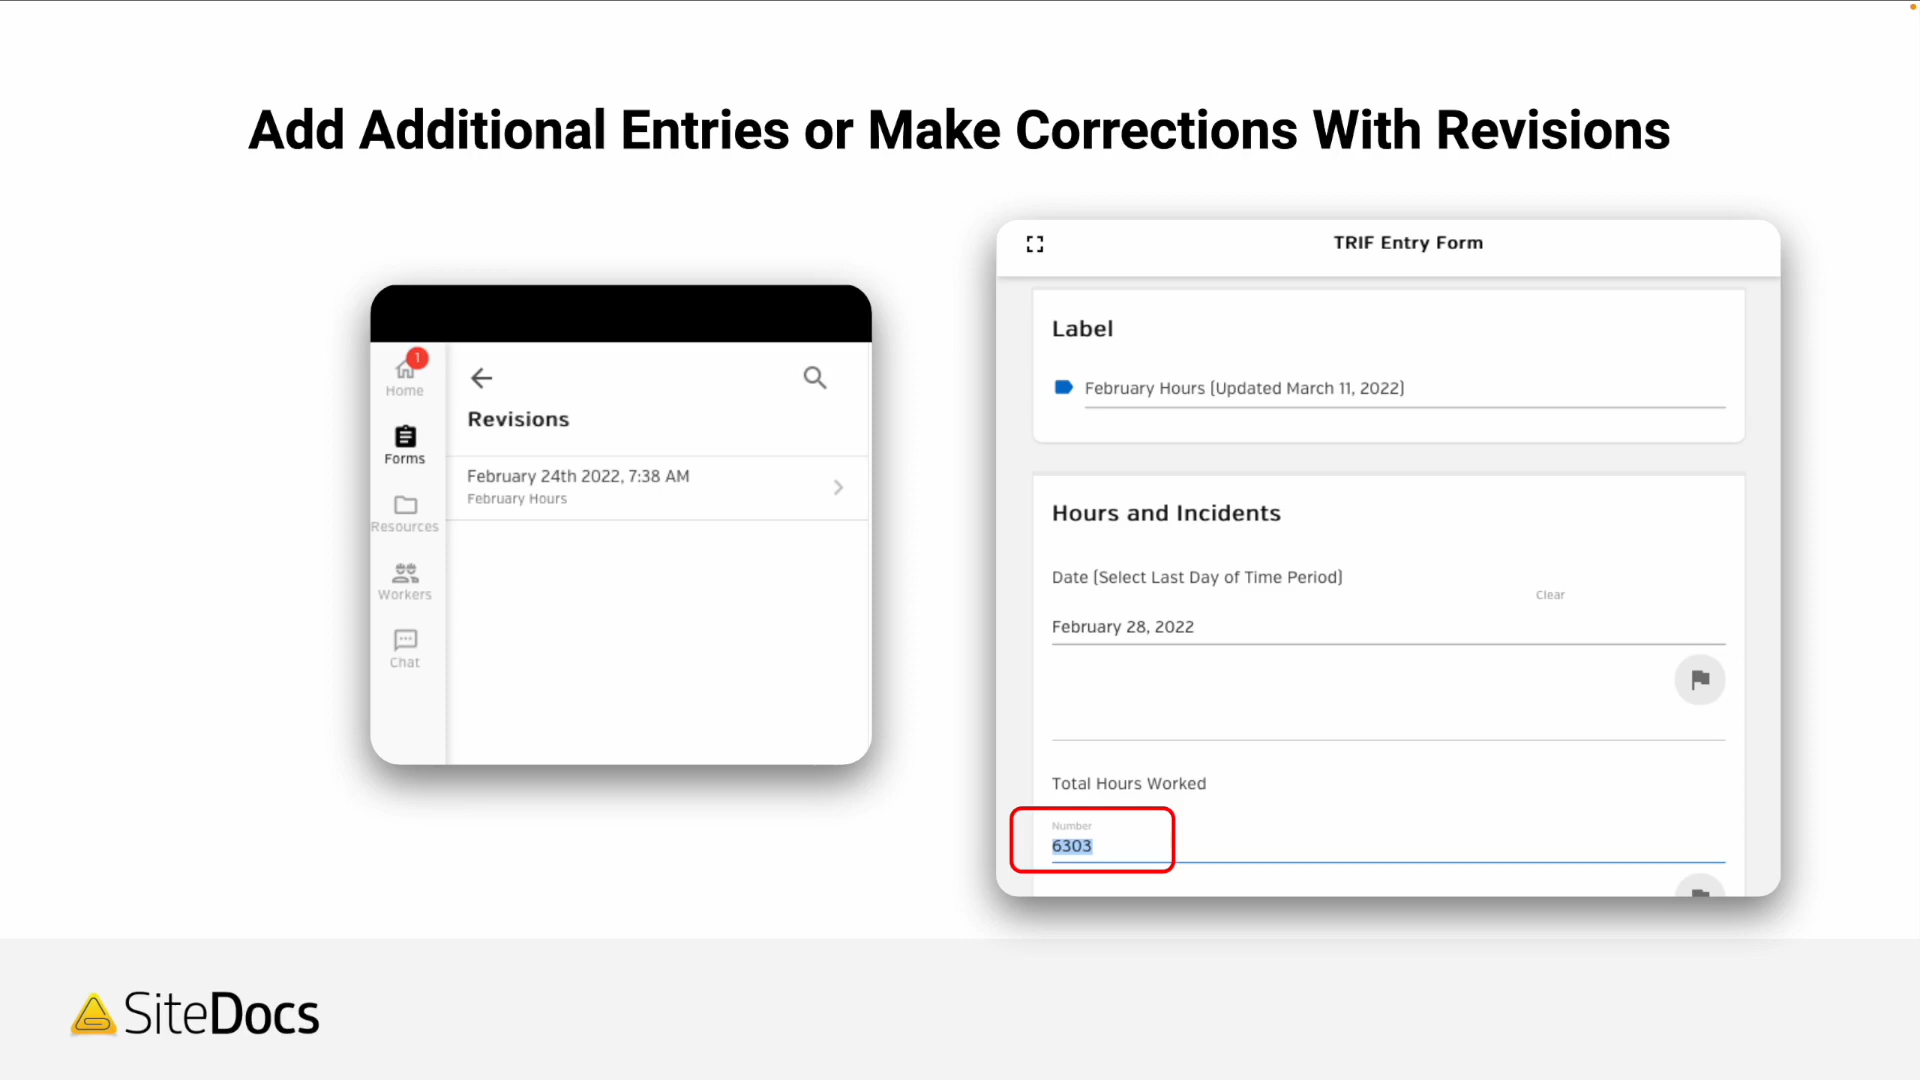 Add Additional Entries or Make Corrections With Revisions
1
Home
Forms
Resources
Workers
Chat
Revisions
February 24th 2022, 7:38 AM
February Hours
TRIF Entry Form
Label
February Hours (Updated March 11, 2022)
Hours and Incidents
Date (Select Last Day of Time Period)
Clear
February 28, 2022
Total Hours Worked
Number
6303
SiteDocs